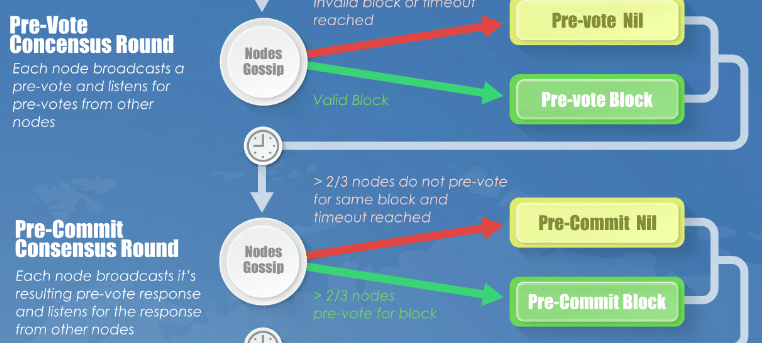 invalid block or timeout
reached
Pre-Vote
Concensus Round
Each node broadcasts a
pre-vote and listens for
pre-votes from other
nodes
Nodes
Gossip
Pre-vote Nil
Valid Block
Pre-vote Block
> 2/3 nodes do not pre-vote
for same block and
timeout reached
Pre-Commit
Consensus Round
Each node broadcasts it's
resulting pre-vote response
and listens for the response
from other nodes
Nodes
Gossip
Pre-Commit Nil
> 2/3 nodes
pre-vote for block
Pre-Commit Block